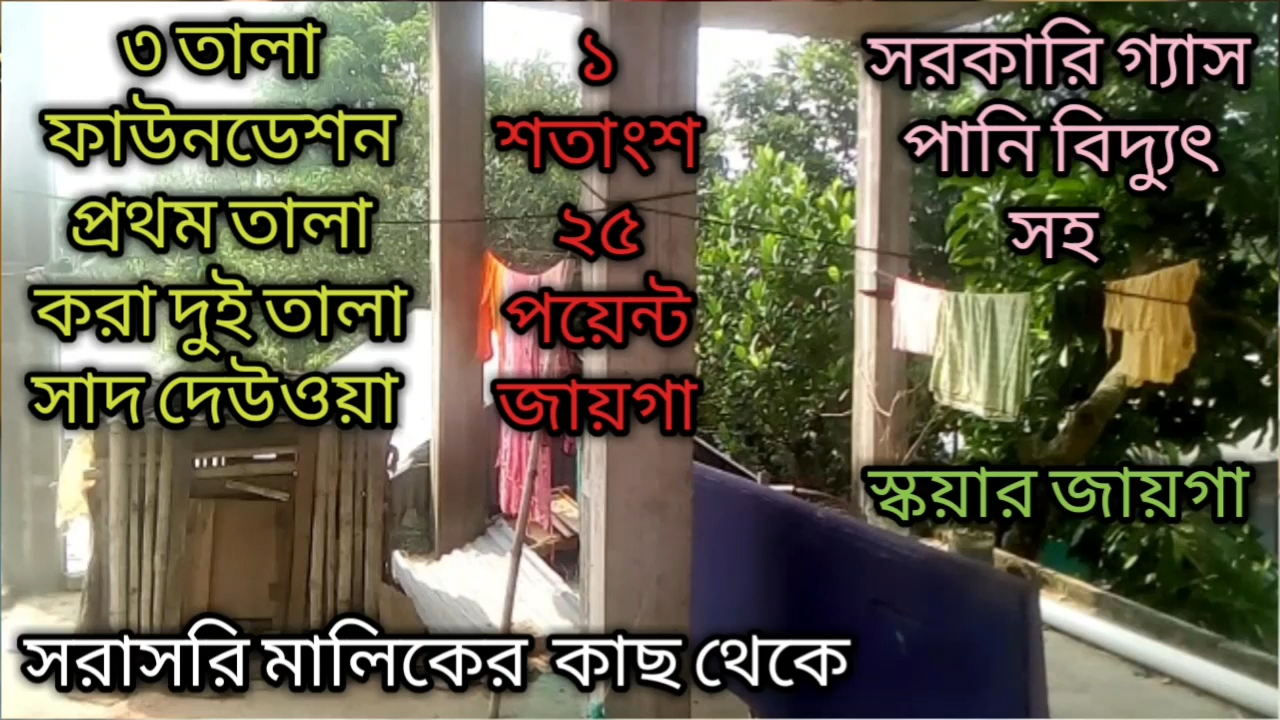 ৩ তালা
ফাউনডেশন
প্রথম তালা
করা দুই তালা
সাদ দেউওয়া
১
শতাংশ
২৫
পয়েন্ট
জায়গা
সরকারি গ্যাস
পানি বিদ্যুৎ
সহ
স্কয়ার জায়গা
সরাসরি মালিকের কাছ থেকে